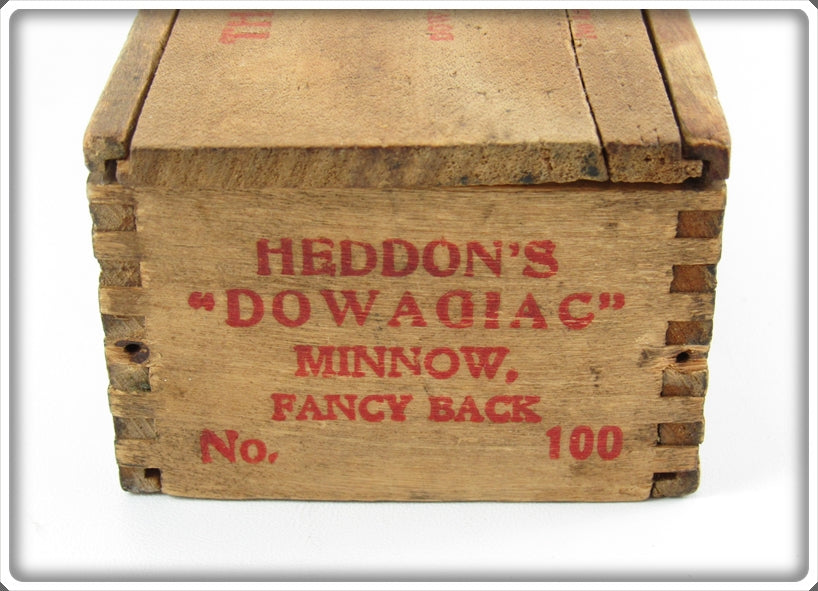 HEDDON'S
"DOWAGIAC"
MINNOW.
FANCY BACK
No. 100